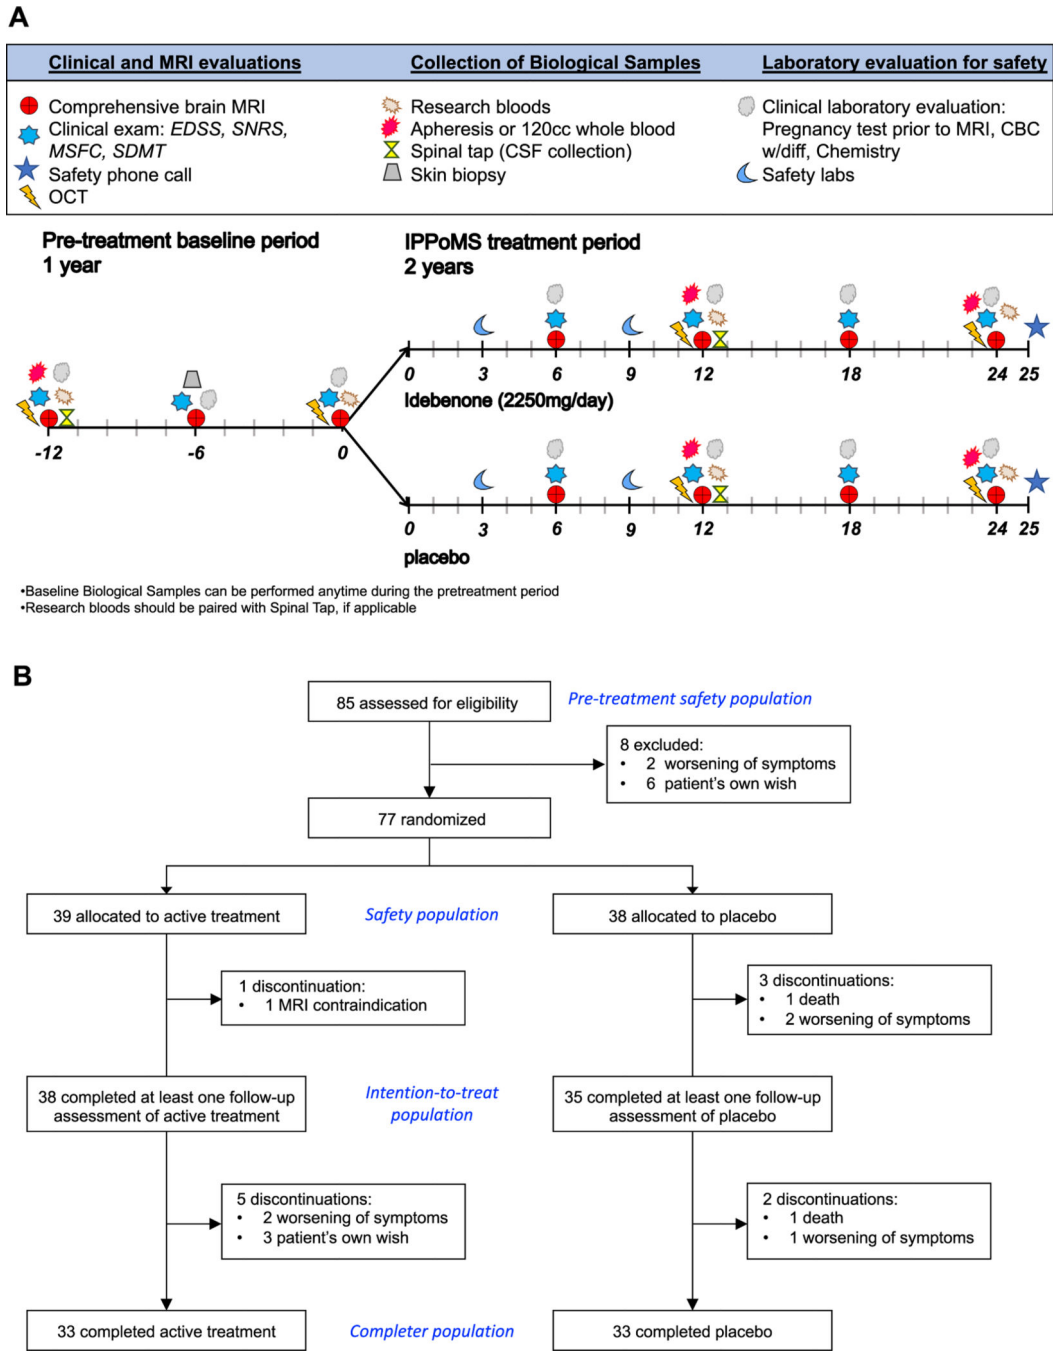 A
Clinical and MRI evaluations
Collection of Biological Samples
Laboratory evaluation for safety
Comprehensive brain MRI
Clinical exam: EDSS, SNRS,
MSFC, SDMT
Safety phone call
OCT
Research bloods
Apheresis or 120cc whole blood
Spinal tap (CSF collection)
Skin biopsy
Clinical laboratory evaluation:
Pregnancy test prior to MRI, CBC
w/diff, Chemistry
Safety labs
Pre-treatment baseline period
1 year
IPPoMS treatment period
2 years
-12 -6 0
0 3 6 9 12 18 24 25
Idebenone (2250mg/day)
0 3 6 9 12 18 24 25
placebo
•Baseline Biological Samples can be performed anytime during the pretreatment period
•Research bloods should be paired with Spinal Tap, if applicable
B
85 assessed for eligibility
Pre-treatment safety population
8 excluded:
• 2 worsening of symptoms
• 6 patient's own wish
77 randomized
39 allocated to active treatment
Safety population
38 allocated to placebo
1 discontinuation:
• 1 MRI contraindication
3 discontinuations:
• 1 death
• 2 worsening of symptoms
38 completed at least one follow-up
assessment of active treatment
Intention-to-treat
population
35 completed at least one follow-up
assessment of placebo
5 discontinuations:
• 2 worsening of symptoms
• 3 patient's own wish
2 discontinuations:
• 1 death
• 1 worsening of symptoms
33 completed active treatment
Completer population
33 completed placebo